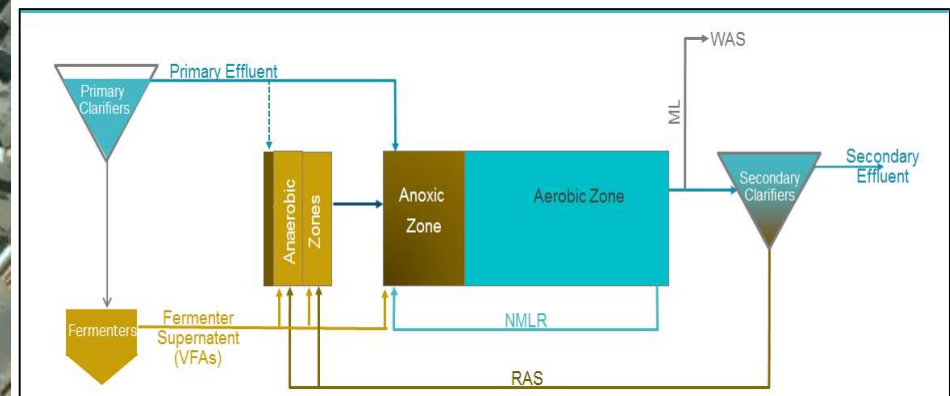 WAS
Primary Effluent
Primary
Clarifiers
ML
Secondary
Effluent
Secondary
Clarifiers
Anaerobic
Zones
Anoxic
Zone
Aerobic Zone
Fermenters
Fermenter
Supernatent
(VFAs)
NMLR
RAS